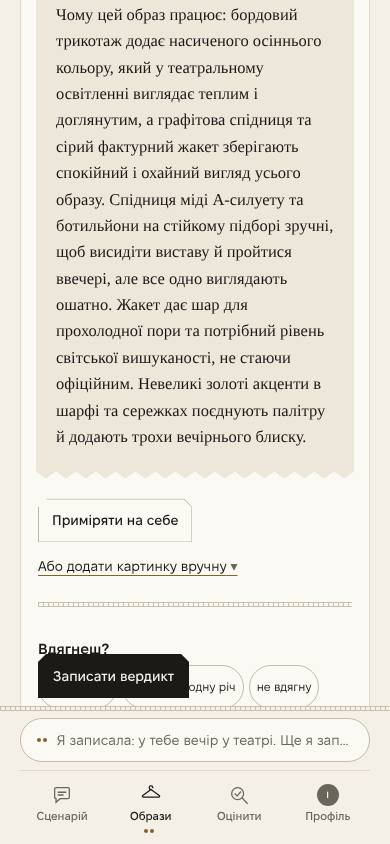 Чому цей образ працює: бордовий
трикотаж додає насиченого осіннього
кольору, який у театральному
освітленні виглядає теплим і
доглянутим, а графітова спідниця та
сірий фактурний жакет зберігають
спокійний і охайний вигляд усього
образу. Спідниця міді А-силуету та
ботильйони на стійкому підборі зручні,
щоб висидіти виставу й пройтися
ввечері, але все одно виглядають
ошатно. Жакет дає шар для
прохолодної пори та потрібний рівень
світської вишуканості, не стаючи
офіційним. Невеликі золоті акценти в
шарфі та сережках поєднують палітру
й додають трохи вечірнього блиску.
Приміряти на себе
Або додати картинку вручну ▾
Вдягнеш?
Записати вердикт
одну річ
не вдягну
Я записала: у тебе вечір у театрі. Ще я зап...
Сценарій
Образи
Оцінити
І
Профіль